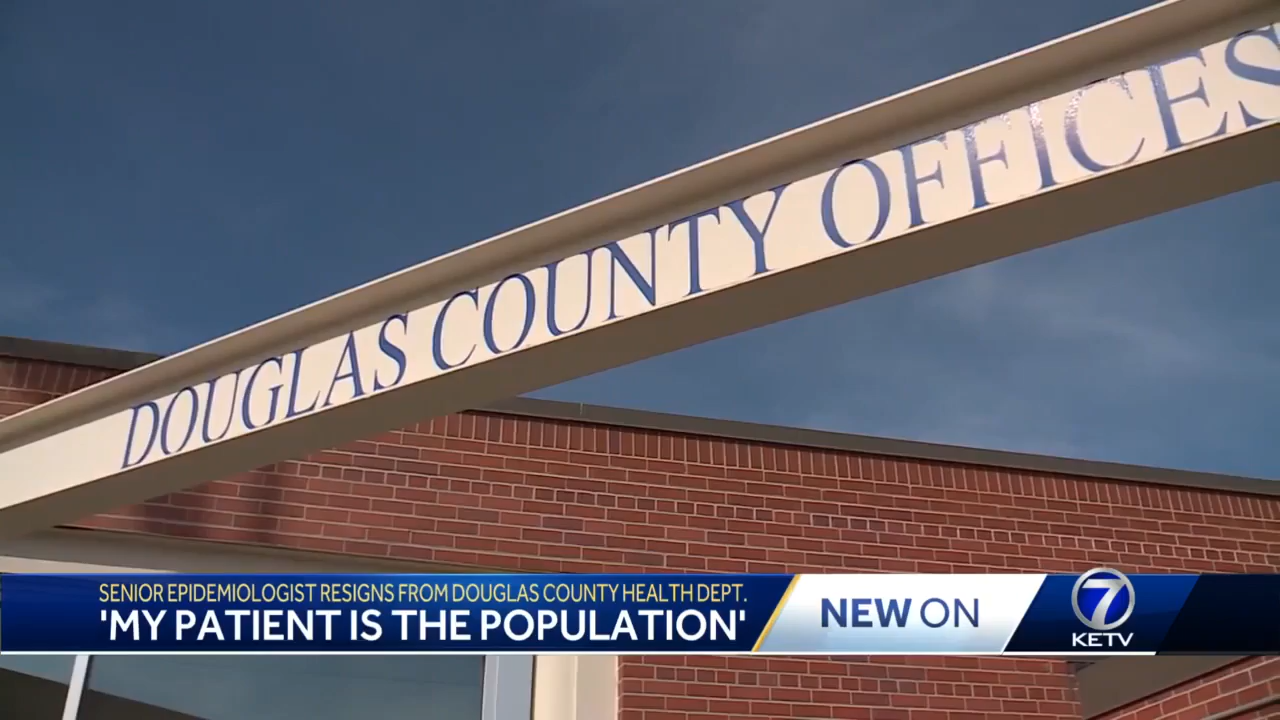 DOUGLAS COUNTY OFFICES
SENIOR EPIDEMIOLOGIST RESIGNS FROM DOUGLAS COUNTY HEALTH DEPT.
'MY PATIENT IS THE POPULATION'
NEW ON
7
KETV